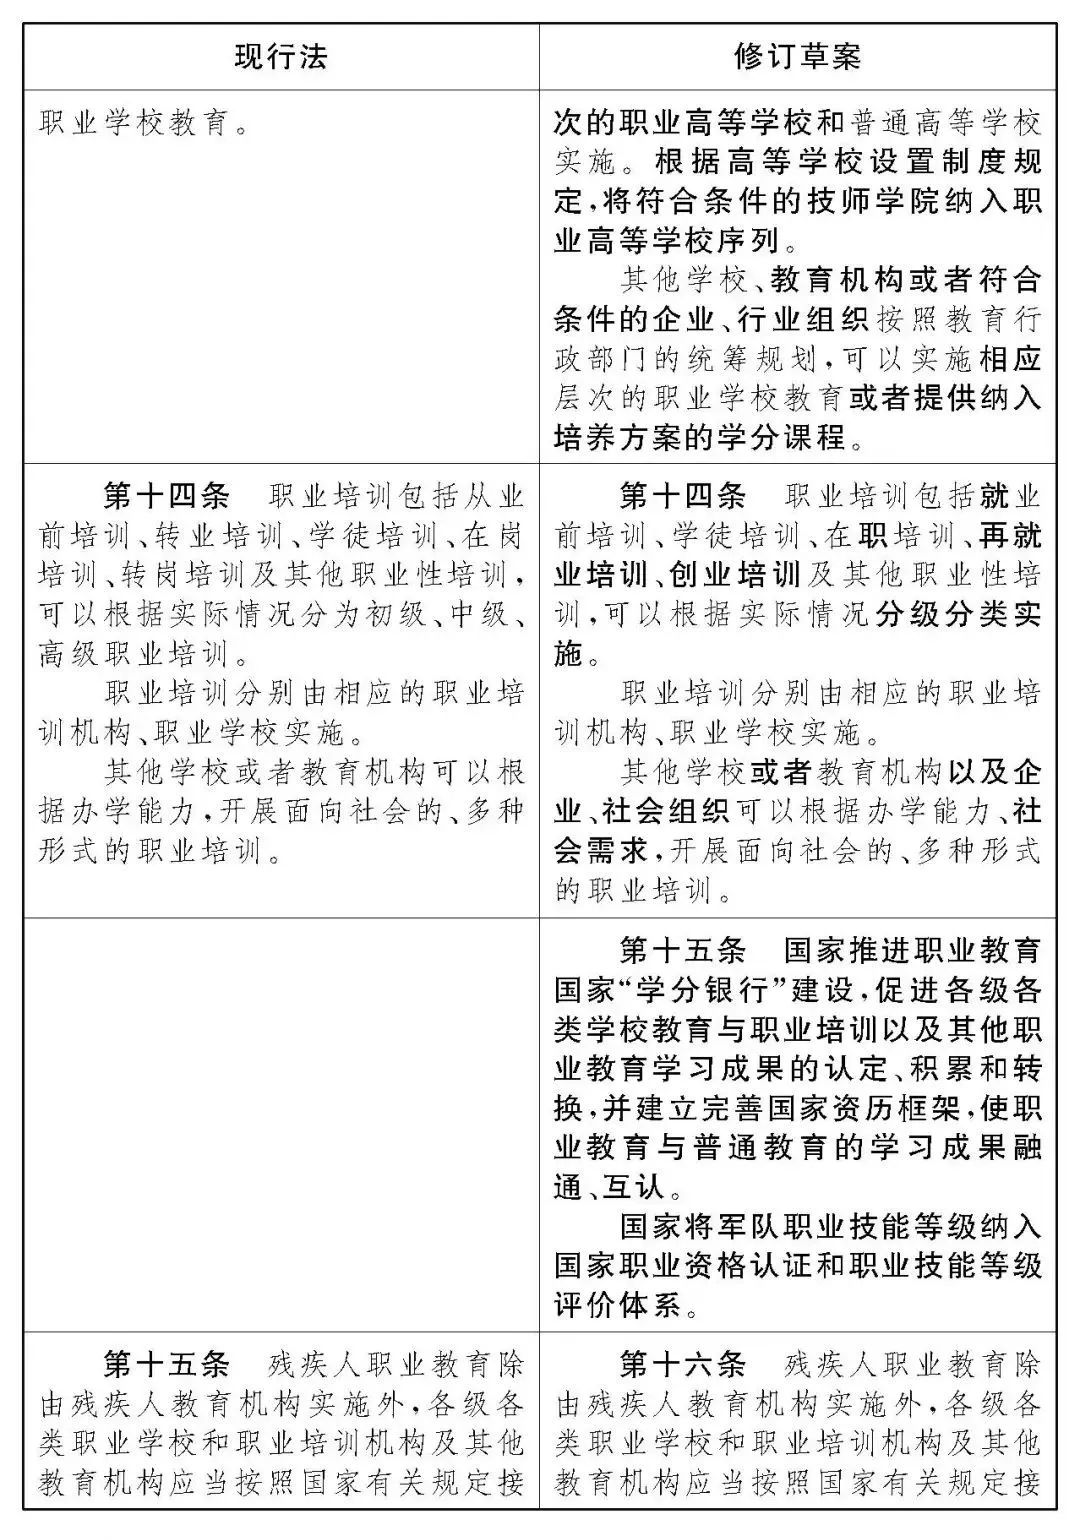 现行法
修订草案
职业学校教育。
次的职业高等学校和普通高等学校
实施。根据高等学校设置制度规
定,将符合条件的技师学院纳入职
业高等学校序列。
其他学校、教育机构或者符合
条件的企业、行业组织按照教育行
政部门的统筹规划,可以实施相应
层次的职业学校教育或者提供纳入
培养方案的学分课程。
第十四条 职业培训包括从业
前培训、转业培训、学徒培训、在岗
培训、转岗培训及其他职业性培训,
可以根据实际情况分为初级、中级、
高级职业培训。
职业培训分别由相应的职业培
训机构、职业学校实施。
其他学校或者教育机构可以根
据办学能力,开展面向社会的、多种
形式的职业培训。
第十四条 职业培训包括就业
前培训、学徒培训、在职培训、再就
业培训、创业培训及其他职业性培
训,可以根据实际情况分级分类实
施。
职业培训分别由相应的职业培
训机构、职业学校实施。
其他学校或者教育机构以及企
业、社会组织可以根据办学能力、社
会需求,开展面向社会的、多种形式
的职业培训。
第十五条 国家推进职业教育
国家“学分银行”建设,促进各级各
类学校教育与职业培训以及其他职
业教育学习成果的认定、积累和转
换,并建立完善国家资历框架,使职
业教育与普通教育的学习成果融
通、互认。
国家将军队职业技能等级纳入
国家职业资格认证和职业技能等级
评价体系。
第十五条 残疾人职业教育除
由残疾人教育机构实施外,各级各
类职业学校和职业培训机构及其他
教育机构应当按照国家有关规定接
第十六条 残疾人职业教育除
由残疾人教育机构实施外,各级各
类职业学校和职业培训机构及其他
教育机构应当按照国家有关规定接